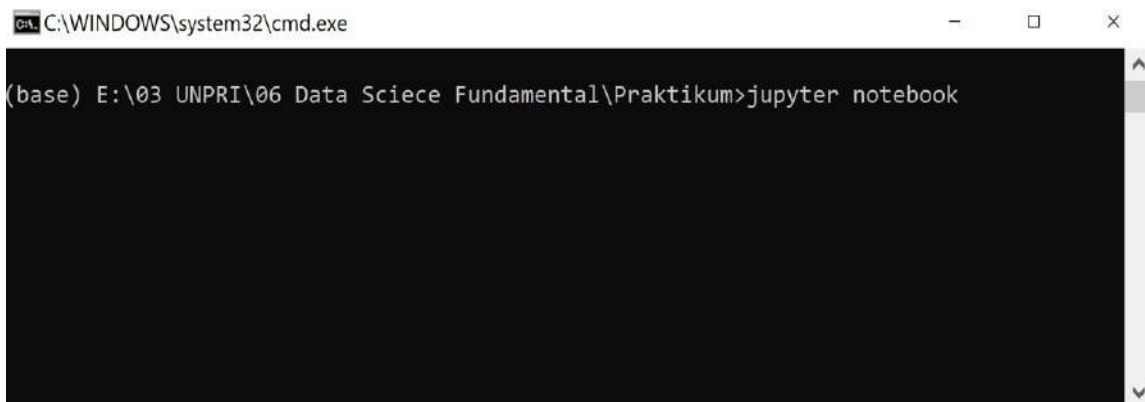 C:\WINDOWS\system32\cmd.exe
(base) E:\03 UNPRI\06 Data Sciece Fundamental\Praktikum>jupyter notebook